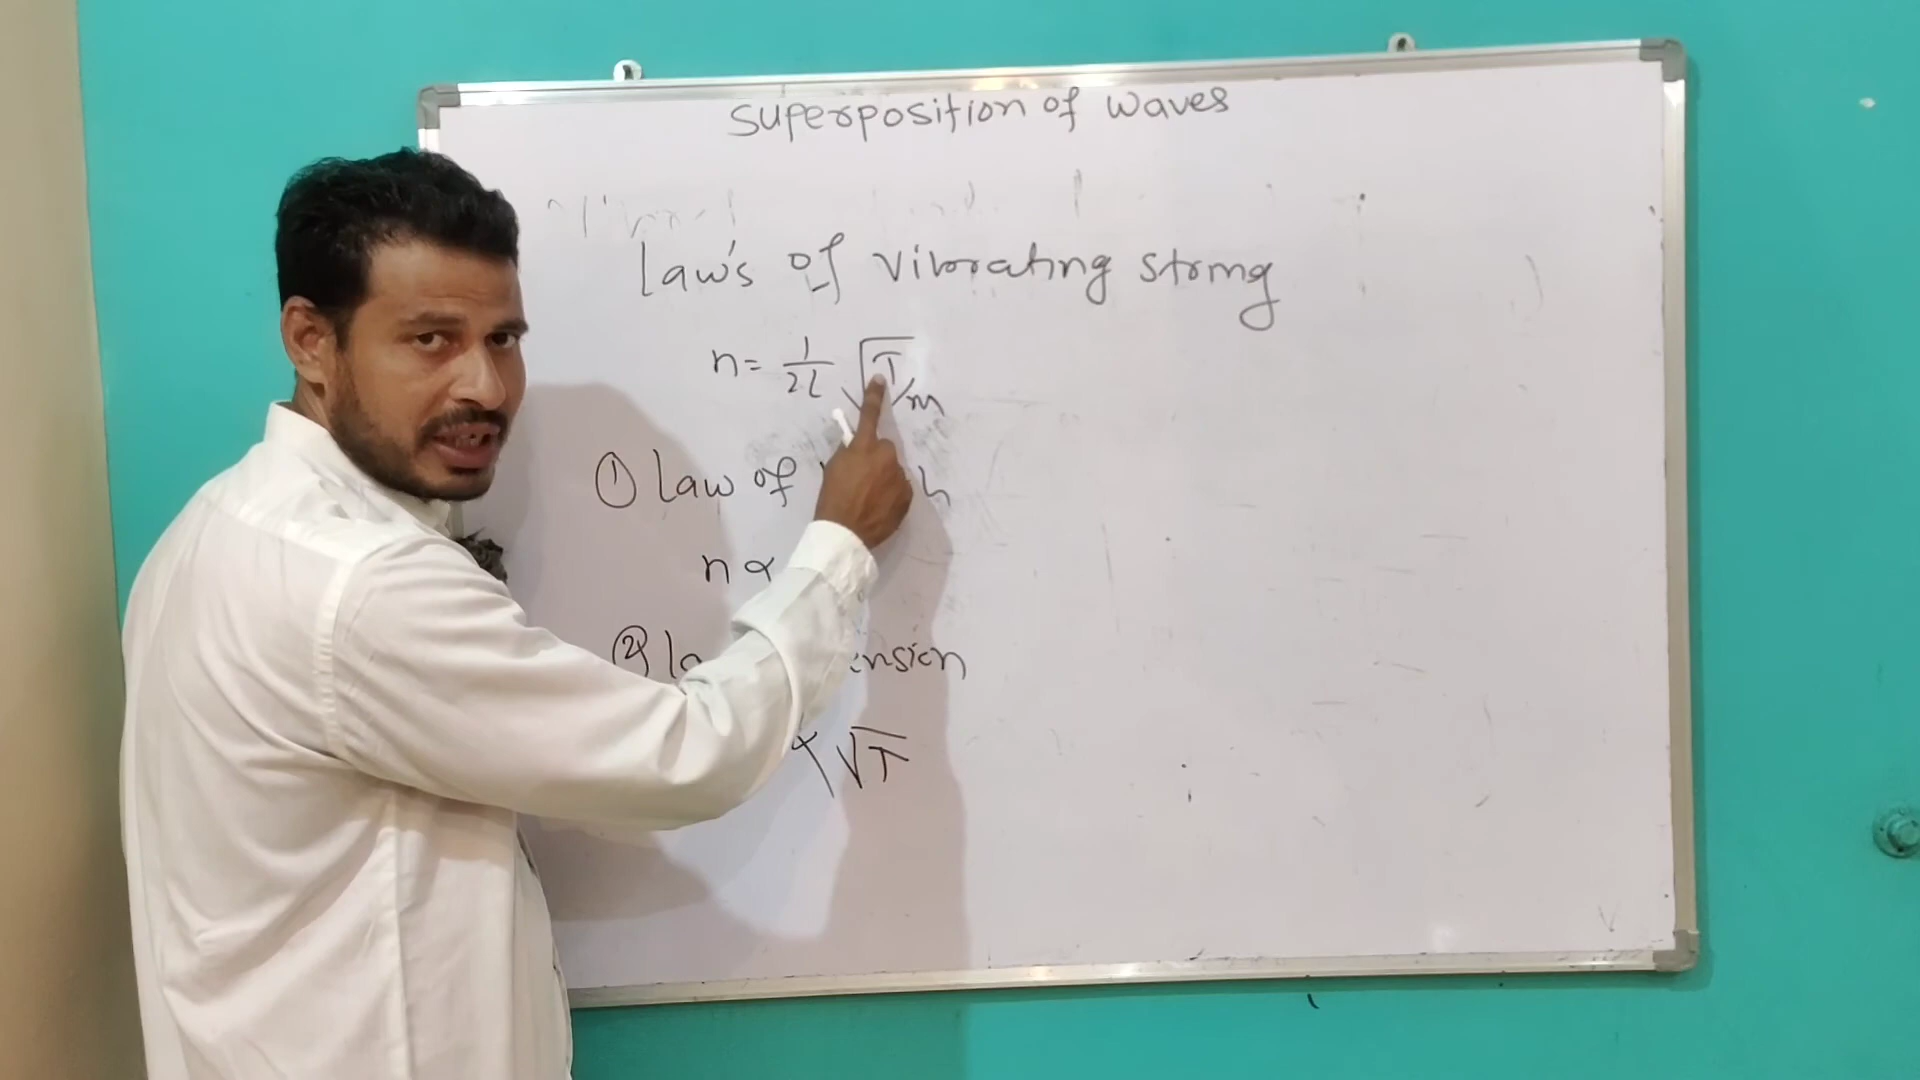 Superposition of waves
Law's of vibrating string
n = 1/2l √T/m
① Law of h
n ∝
② La ension
∝ √T